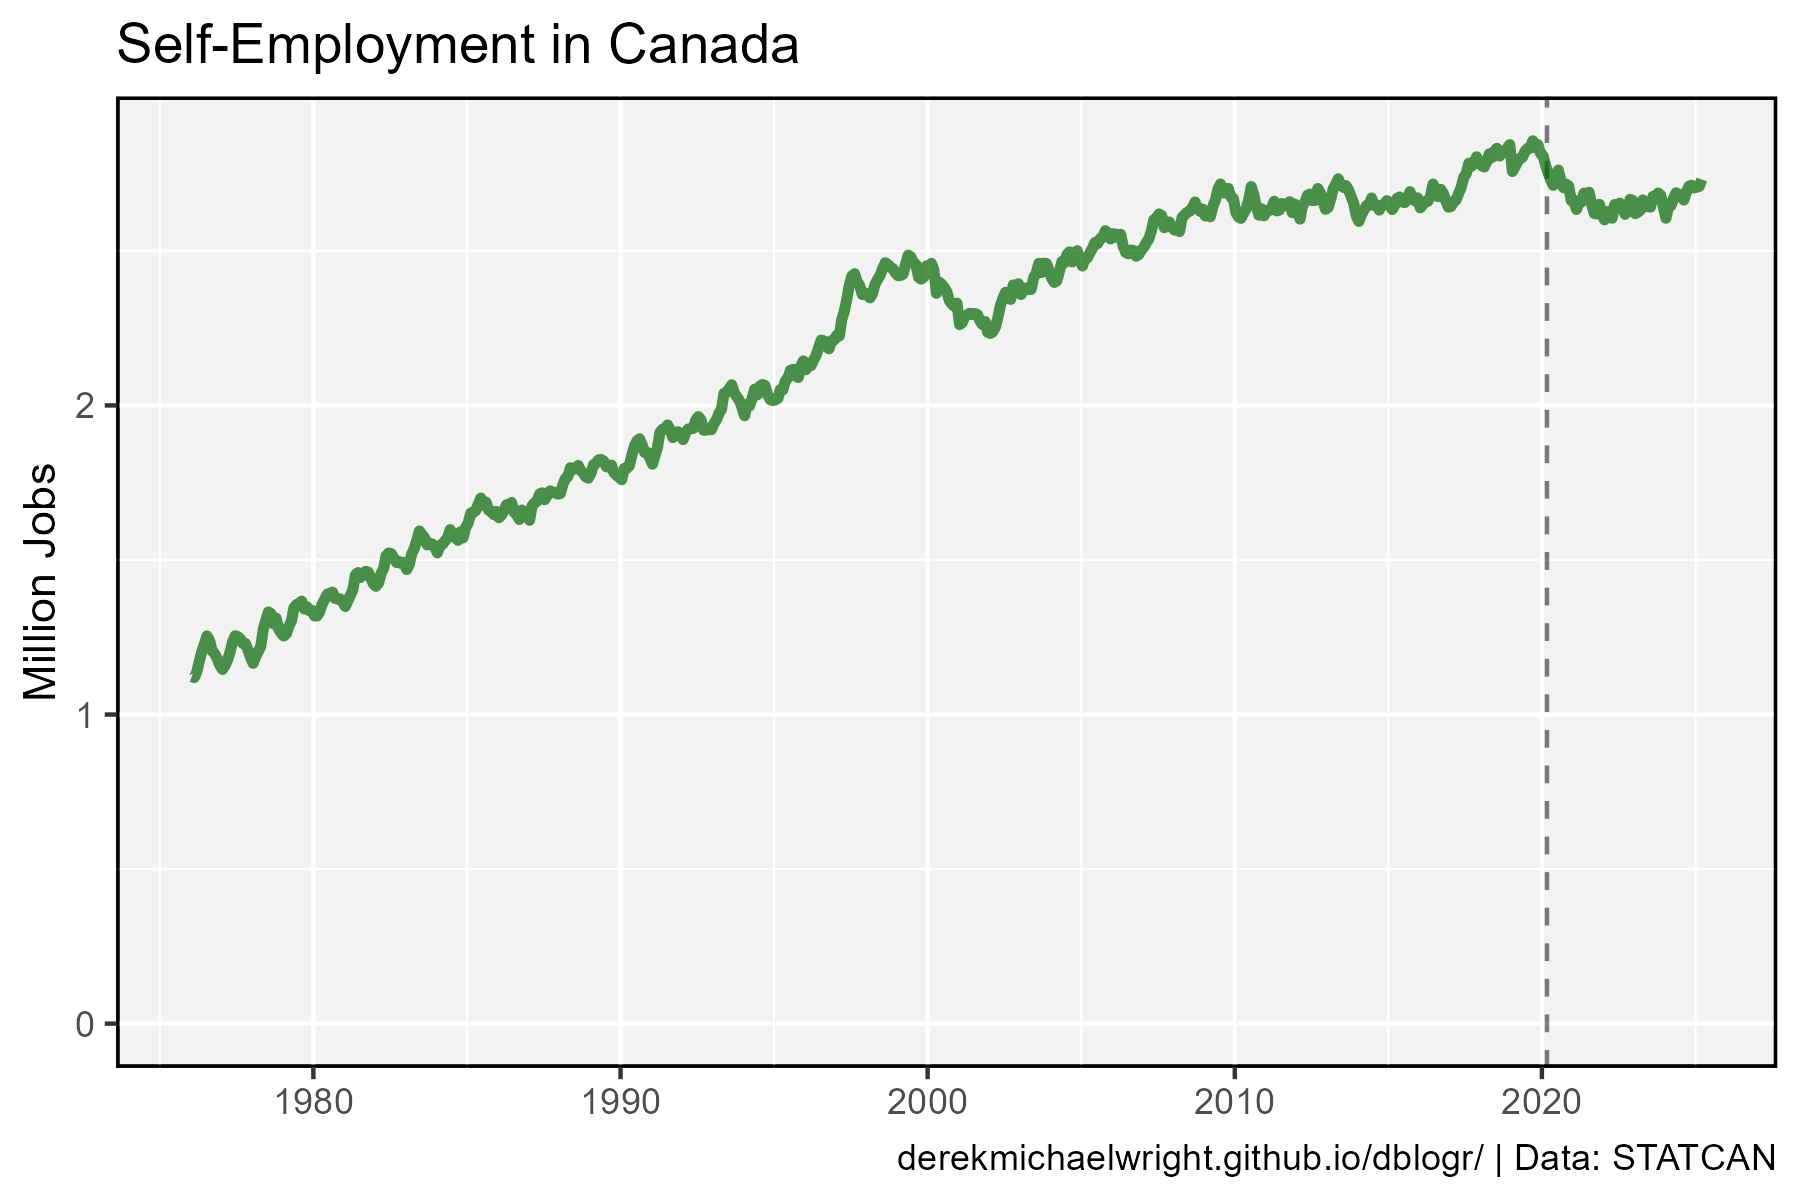 Self-Employment in Canada
Million Jobs
2
1
0
1980 1990 2000 2010 2020
derekmichaelwright.github.io/dblogr/ | Data: STATCAN